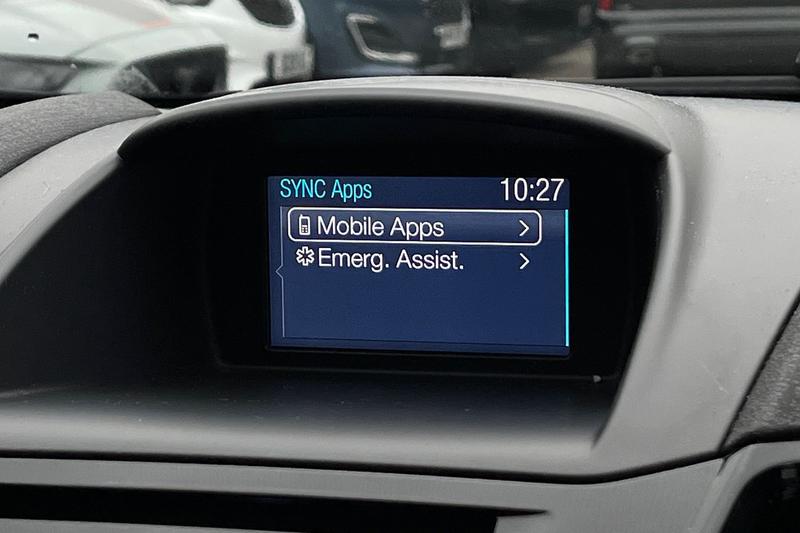 SYNC Apps 10:27
Mobile Apps
Emerg. Assist.